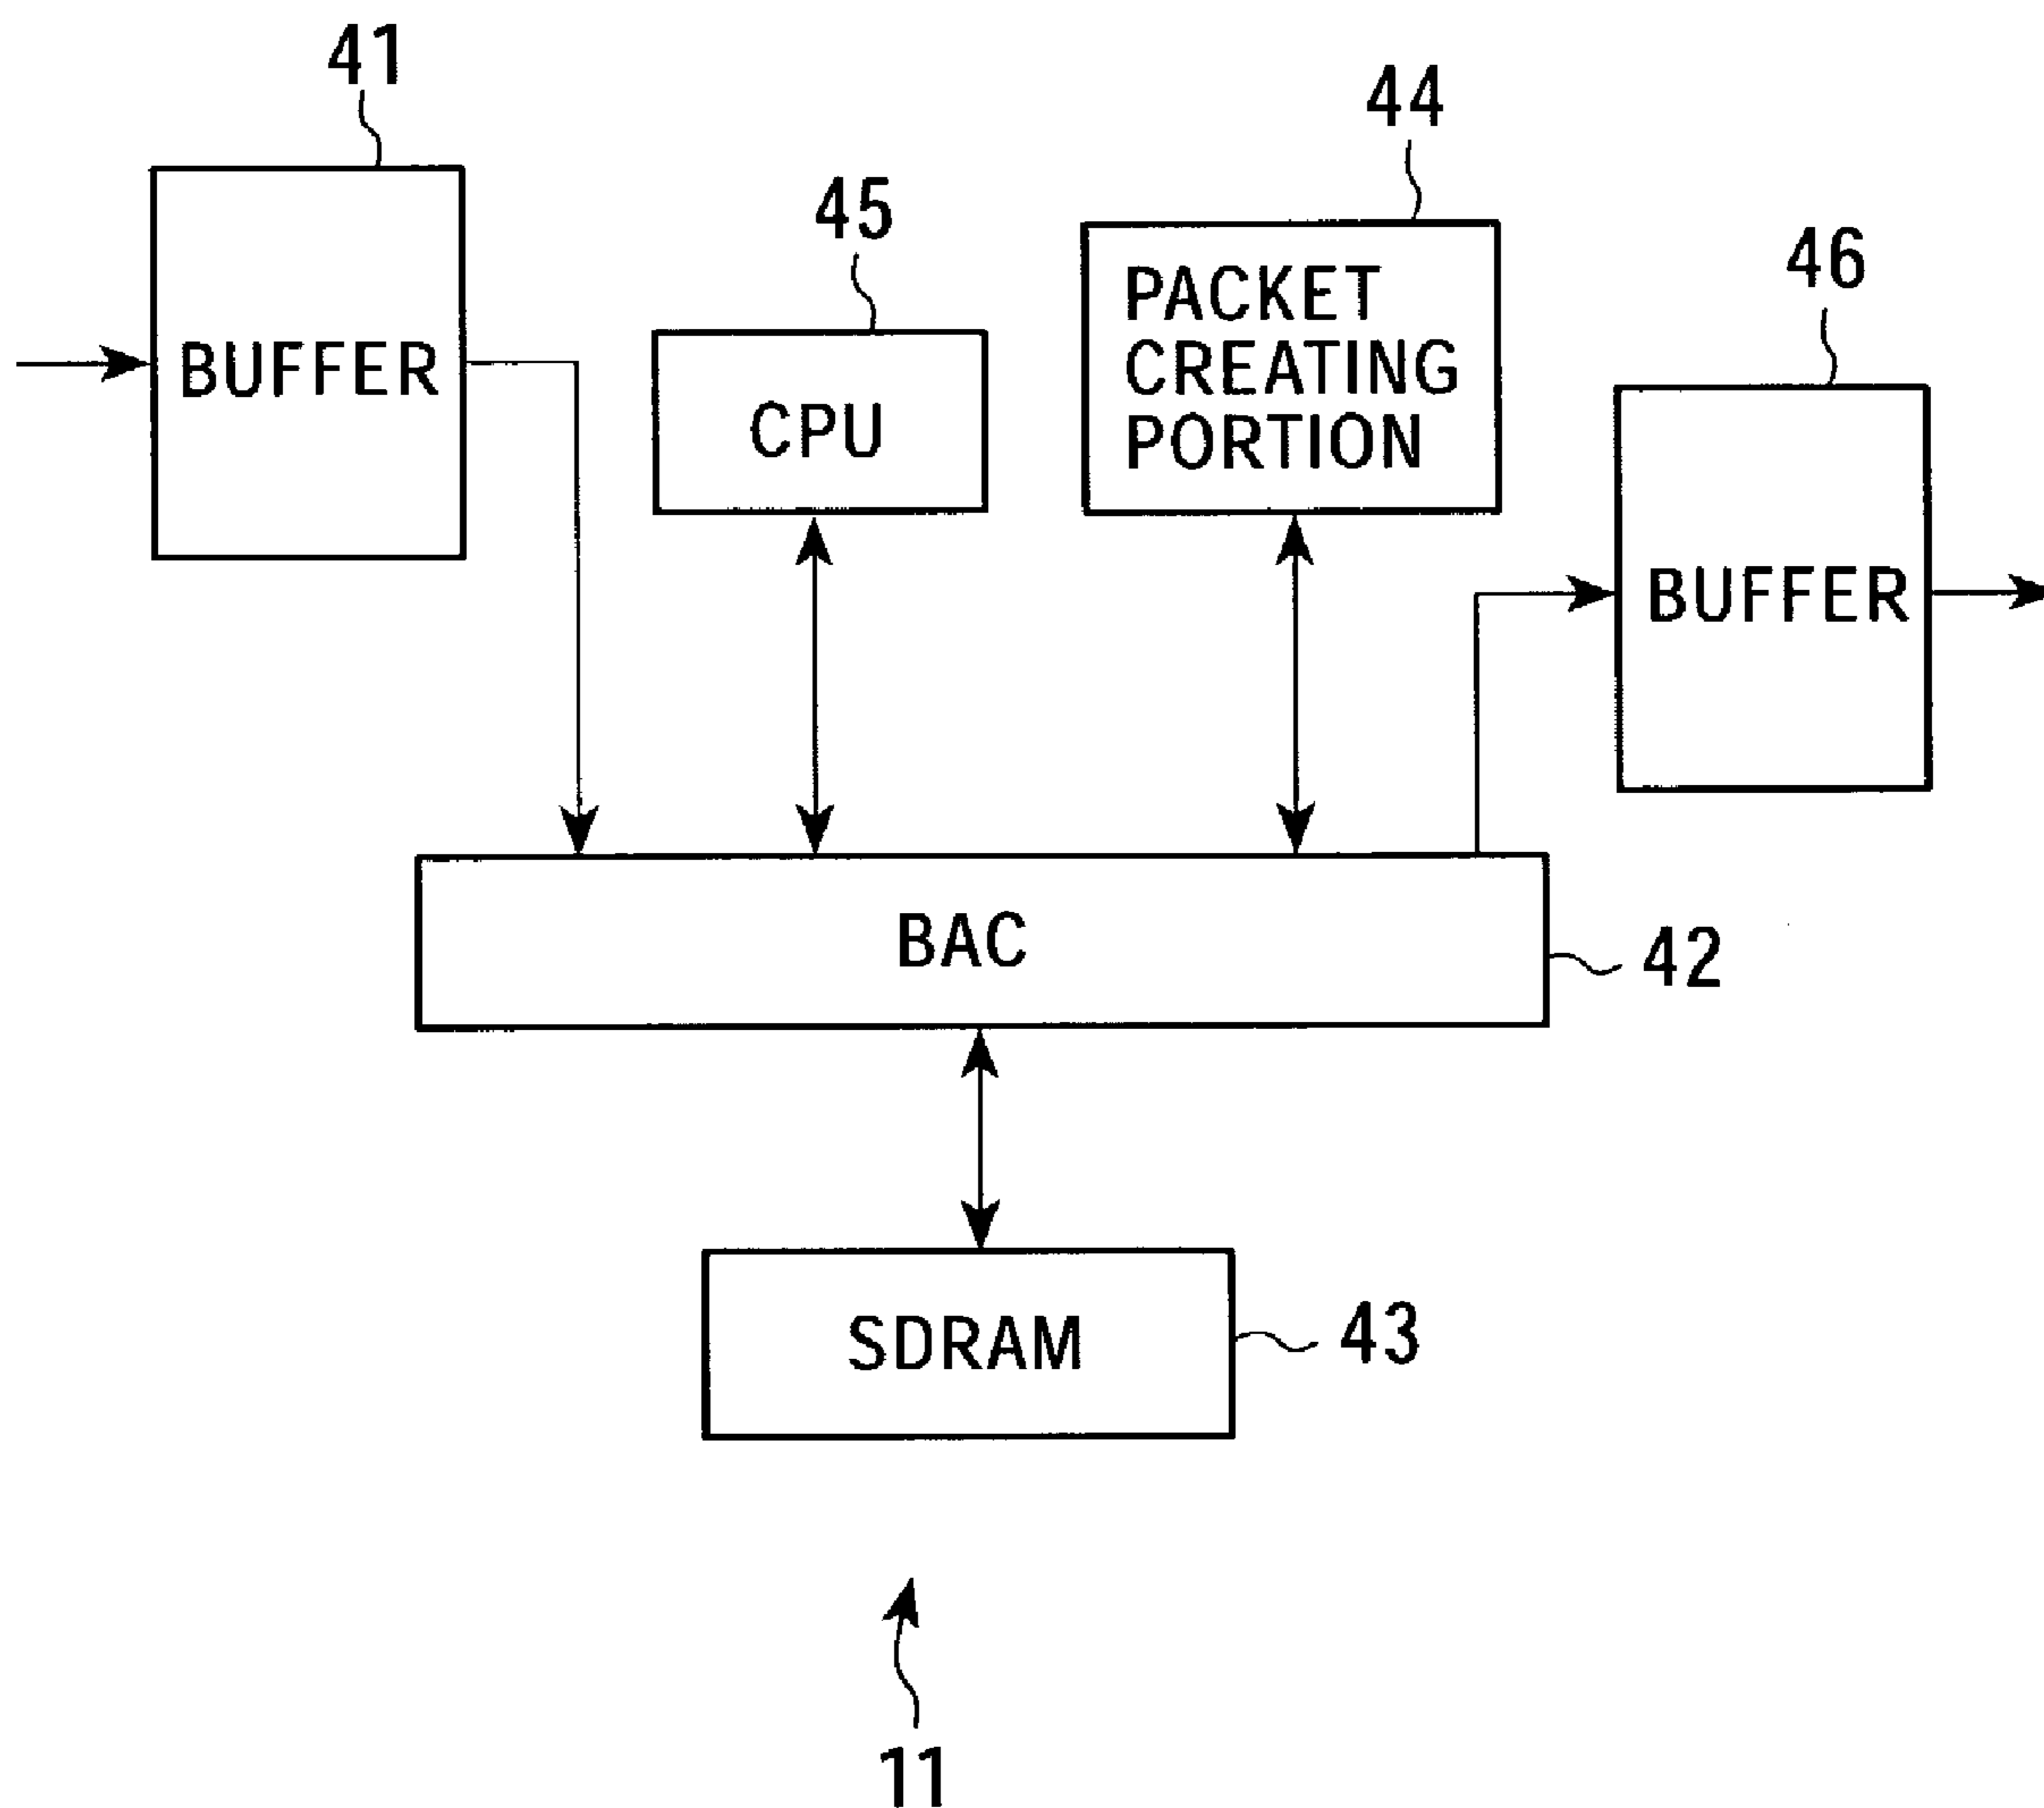 41
44
45
46
PACKET
CREATING
PORTION
BUFFER
CPU
BUFFER
BAC
42
SDRAM
43
11